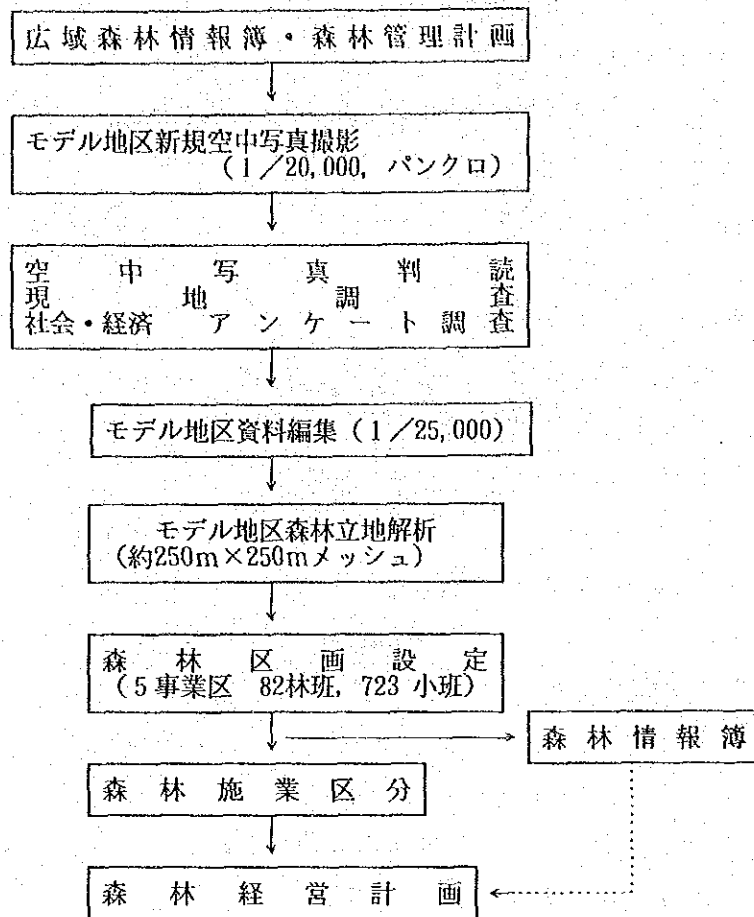 広域森林情報簿・森林管理計画
モデル地区新規空中写真撮影
(1/20,000, パンクロ)
空中写真判読
現地調査
社会・経済 アンケート調査
モデル地区資料編集(1/25,000)
モデル地区森林立地解析
(約250m×250mメッシュ)
森林区画設定
(5事業区 82林班, 723小班)
森林情報簿
森林施業区分
森林経営計画